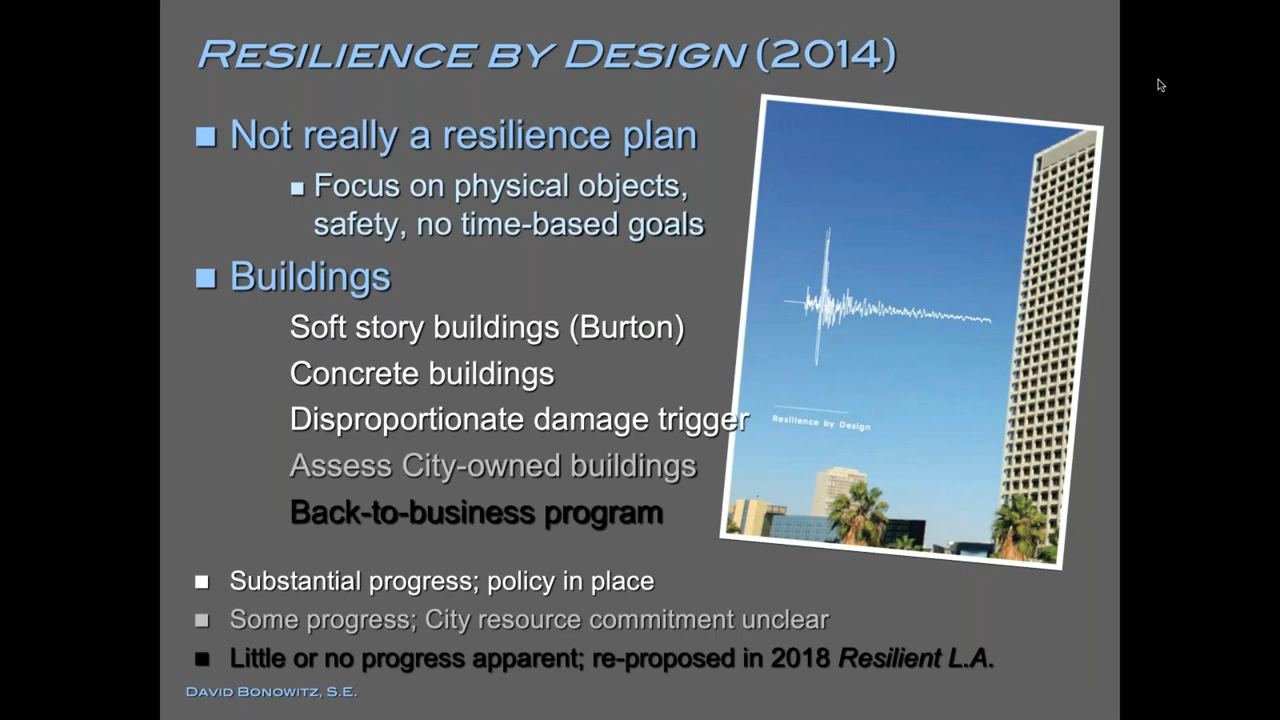 RESILIENCE BY DESIGN (2014)
Not really a resilience plan
Focus on physical objects,
safety, no time-based goals
Buildings
Soft story buildings (Burton)
Concrete buildings
Disproportionate damage trigger
Assess City-owned buildings
Back-to-business program
Resilience by Design
Substantial progress; policy in place
Some progress; City resource commitment unclear
Little or no progress apparent; re-proposed in 2018 Resilient L.A.
DAVID BONOWITZ, S.E.